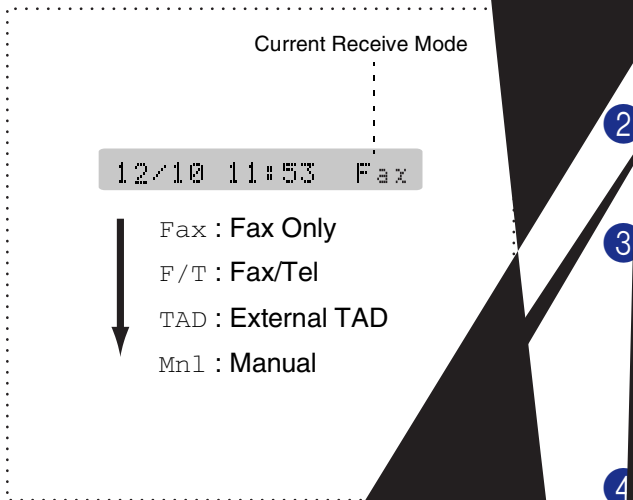 Current Receive Mode
12/10 11:53 Fax
Fax : Fax Only
F/T : Fax/Tel
TAD : External TAD
Mnl : Manual
2
3
4